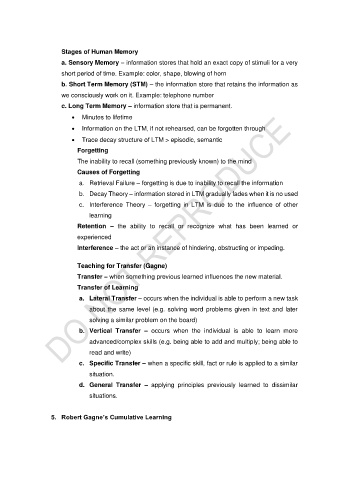 Stages of Human Memory
a. Sensory Memory – information stores that hold an exact copy of stimuli for a very
short period of time. Example: color, shape, blowing of horn
b. Short Term Memory (STM) – the information store that retains the information as
we consciously work on it. Example: telephone number
c. Long Term Memory – information store that is permanent.
• Minutes to lifetime
• Information on the LTM, if not rehearsed, can be forgotten through
• Trace decay structure of LTM > episodic, semantic
Forgetting
The inability to recall (something previously known) to the mind
Causes of Forgetting
a. Retrieval Failure – forgetting is due to inability to recall the information
b. Decay Theory – information stored in LTM gradually fades when it is no used
c. Interference Theory – forgetting in LTM is due to the influence of other
learning
Retention – the ability to recall or recognize what has been learned or
experienced
Interference – the act or an instance of hindering, obstructing or impeding.
Teaching for Transfer (Gagne)
Transfer – when something previous learned influences the new material.
Transfer of Learning
a. Lateral Transfer – occurs when the individual is able to perform a new task
about the same level (e.g. solving word problems given in text and later
solving a similar problem on the board)
b. Vertical Transfer – occurs when the individual is able to learn more
advanced/complex skills (e.g. being able to add and multiply; being able to
read and write)
c. Specific Transfer – when a specific skill, fact or rule is applied to a similar
situation.
d. General Transfer – applying principles previously learned to dissimilar
situations.
5. Robert Gagne's Cumulative Learning
DO NOT REPRODUCE